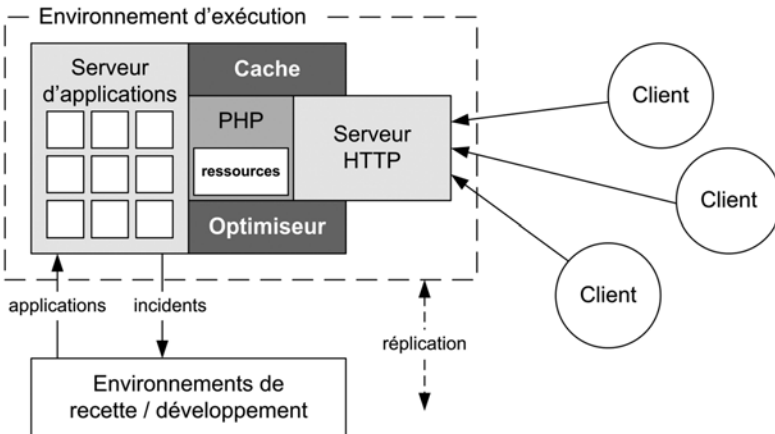 Environnement d'exécution
Serveur
d'applications
Cache
PHP
ressources
Serveur
HTTP
Optimiseur
Client
Client
Client
applications
incidents
réplication
Environnements de
recette / développement